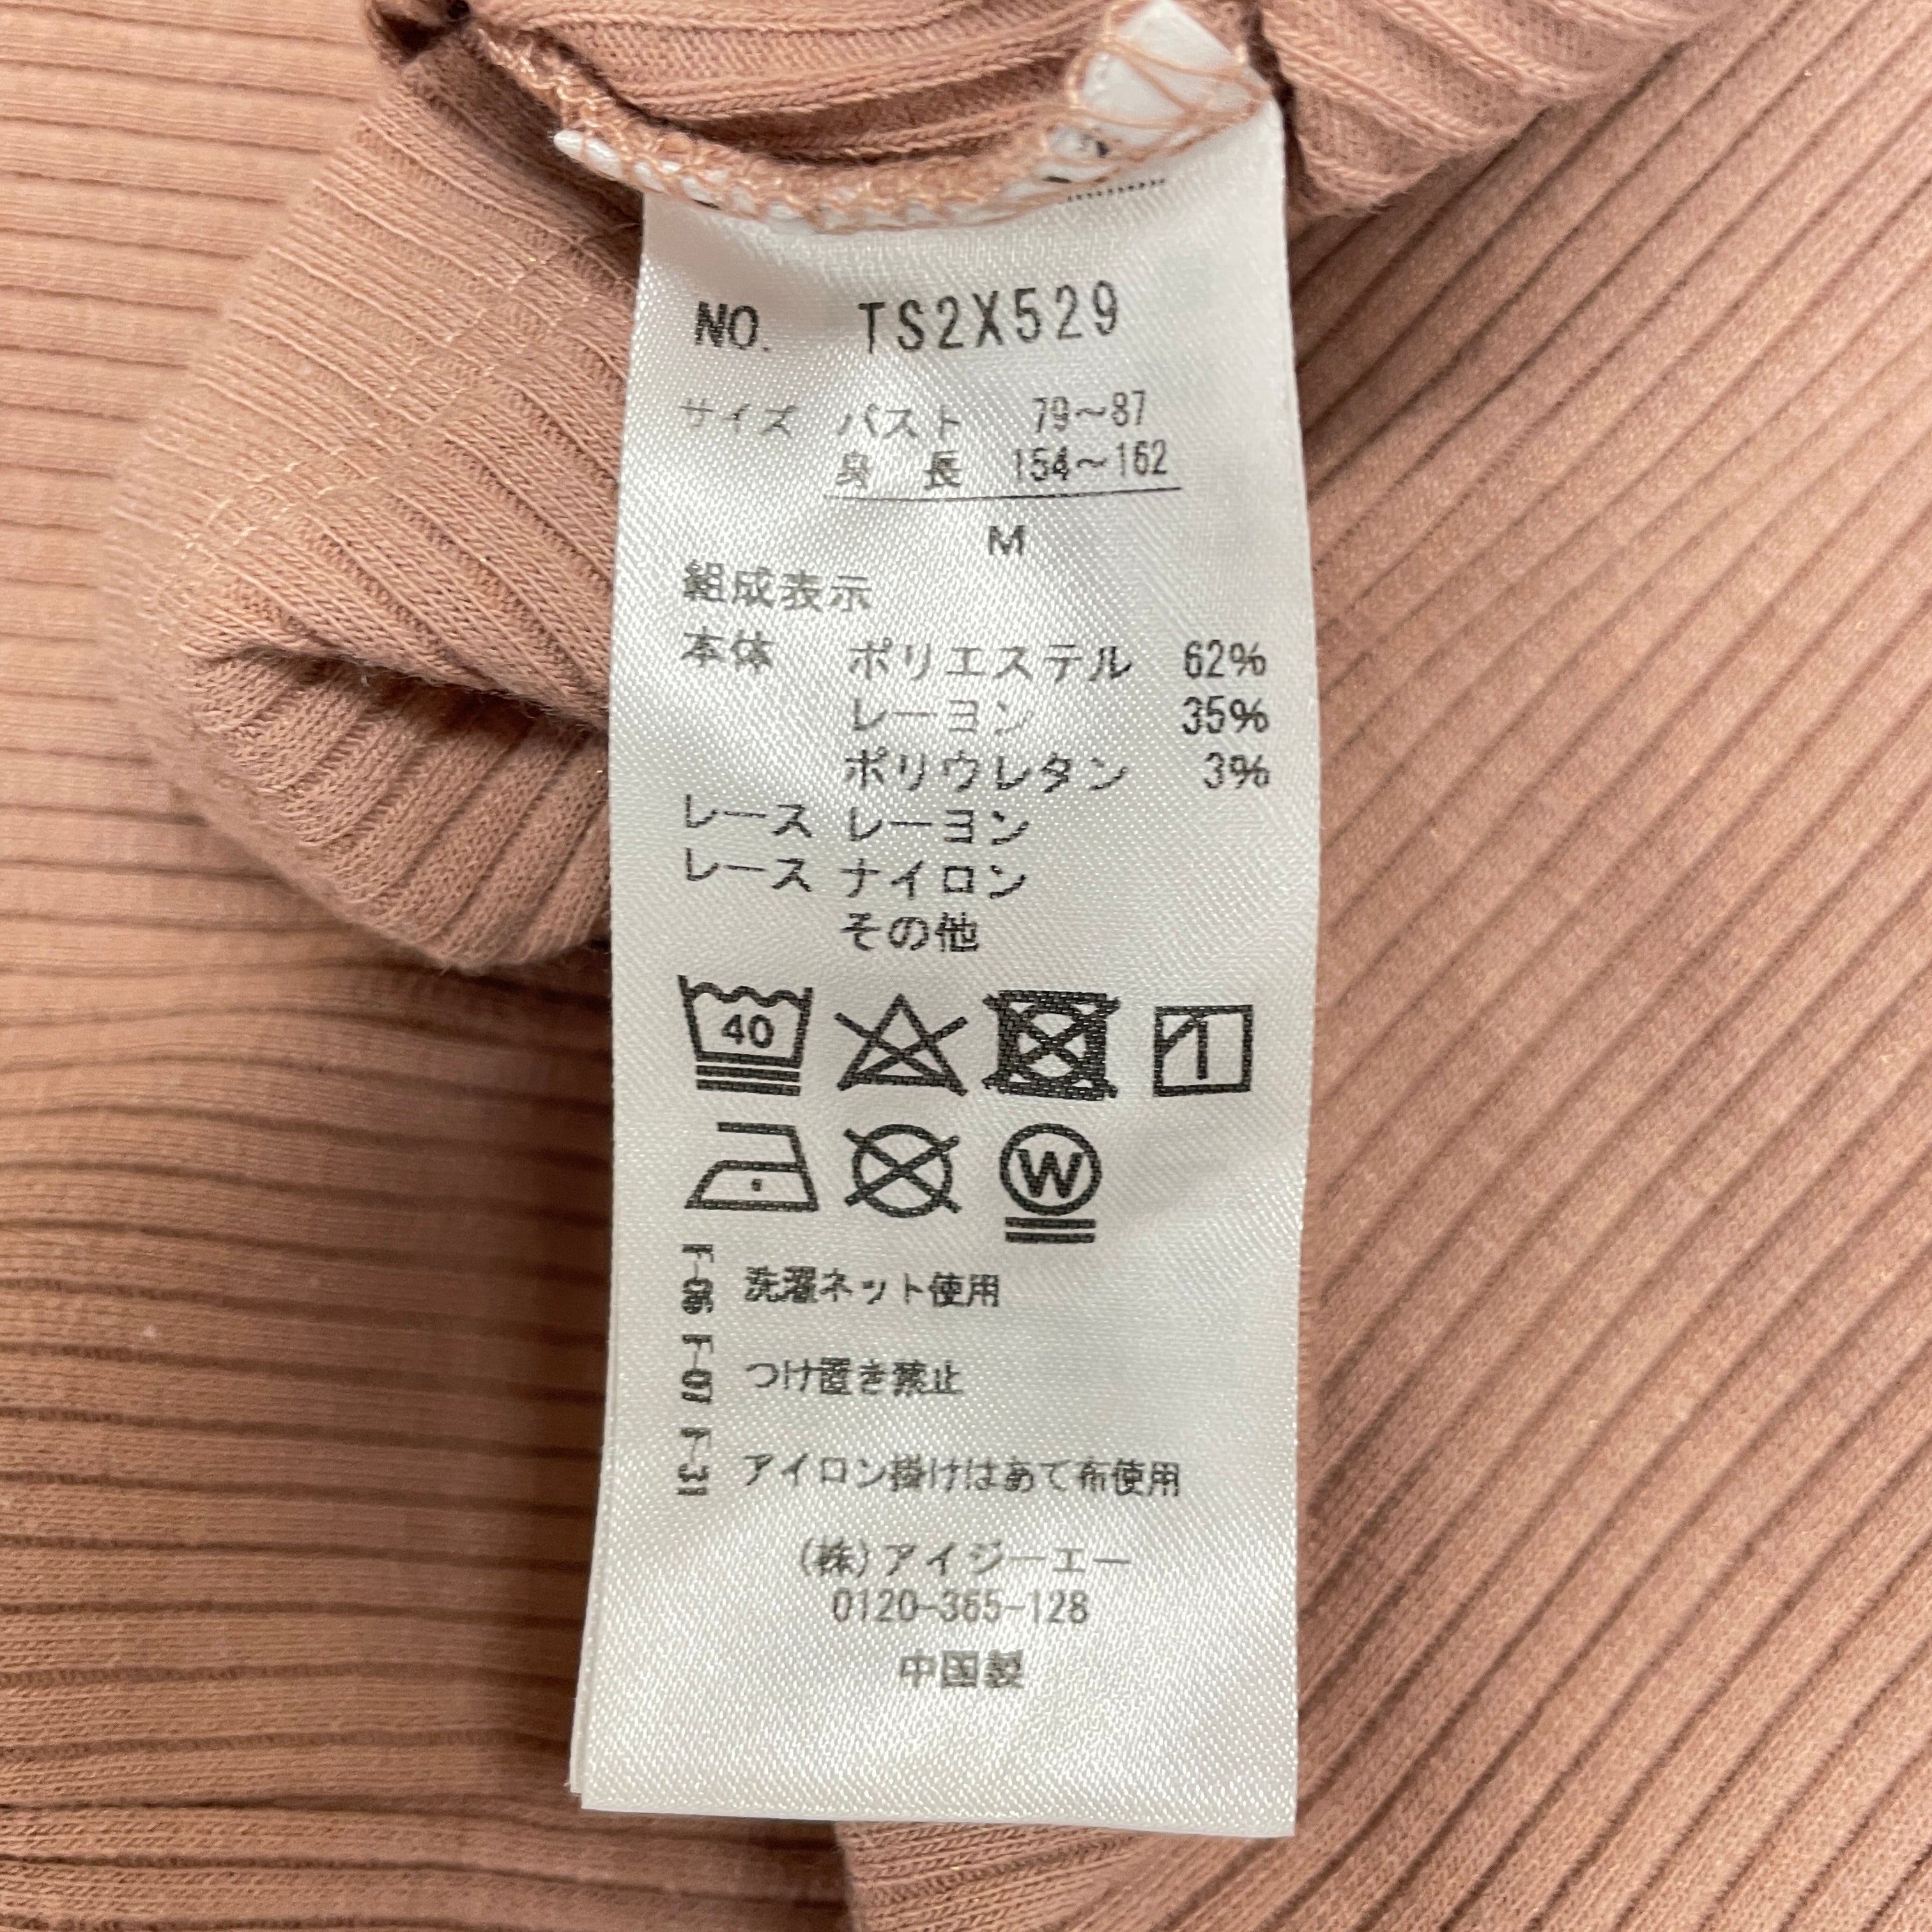 NO. TS2X529
サイズ バスト 79〜87
身 長 154〜162
M
組成表示
本体 ポリエステル 62%
レーヨン 35%
ポリウレタン 3%
レース レーヨン
レース ナイロン
その他
40
W
F-06 洗濯ネット使用
F-07 つけ置き禁止
F-31 アイロン掛けはあて布使用
(株)アイジーエー
0120-365-128
中国製